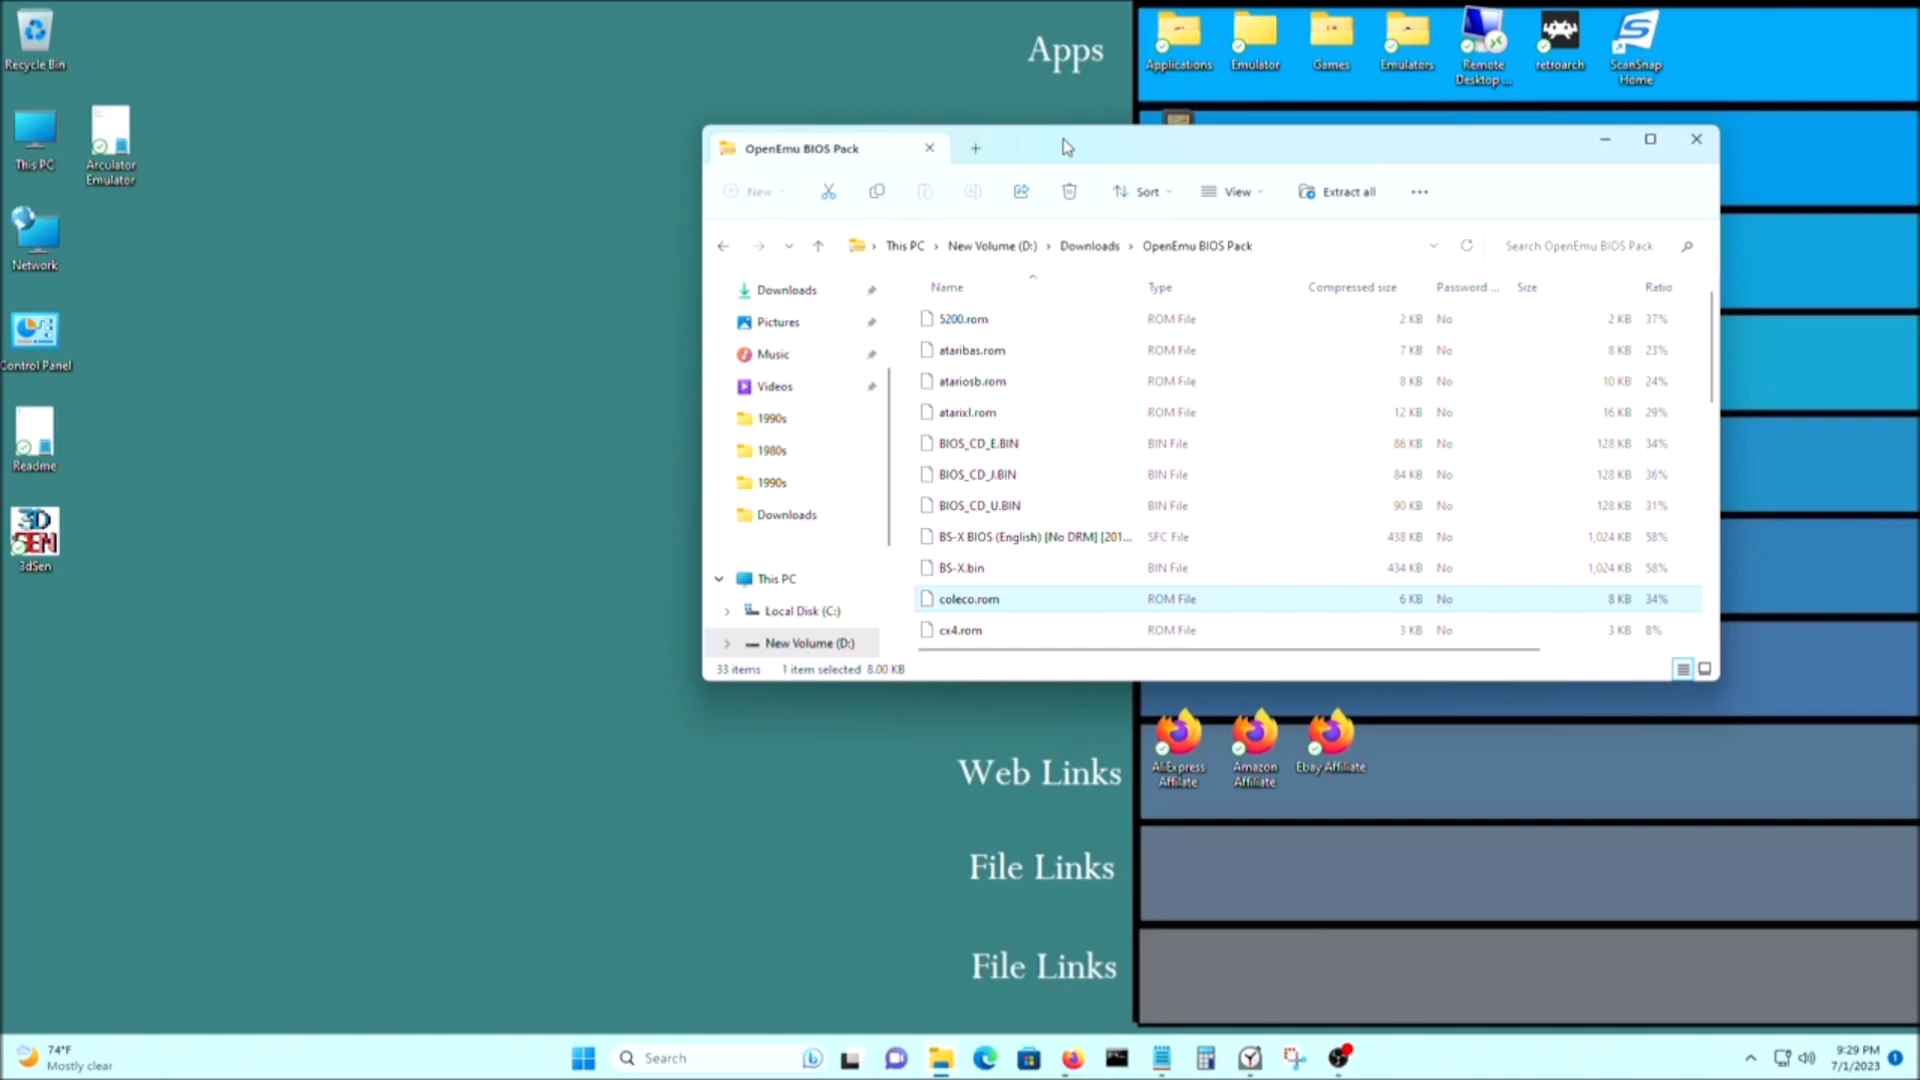 Recycle Bin
This PC
Arculator
Emulator
Network
Control Panel
Readme
3D
SEN
3dSen
Apps
Applications
Emulator
Games
Emulators
Remote
Desktop ...
retroarch
ScanSnap
Home
OpenEmu BIOS Pack
New
Sort
View
Extract all
This PC
New Volume (D:)
Downloads
OpenEmu BIOS Pack
Search OpenEmu BIOS Pack
Downloads
Pictures
Music
Videos
1990s
1980s
1990s
Downloads
This PC
Local Disk (C:)
New Volume (D:)
Name Type Compressed size Password ... Size Ratio
5200.rom ROM File 2 KB No 2 KB 37%
ataribas.rom ROM File 7 KB No 8 KB 23%
atariosb.rom ROM File 8 KB No 10 KB 24%
atarixl.rom ROM File 12 KB No 16 KB 29%
BIOS_CD_E.BIN BIN File 86 KB No 128 KB 34%
BIOS_CD_J.BIN BIN File 84 KB No 128 KB 36%
BIOS_CD_U.BIN BIN File 90 KB No 128 KB 31%
BS-X BIOS (English) [No DRM] [201... SFC File 438 KB No 1,024 KB 58%
BS-X.bin BIN File 434 KB No 1,024 KB 58%
coleco.rom ROM File 6 KB No 8 KB 34%
cx4.rom ROM File 3 KB No 3 KB 8%
33 items 1 item selected 8.00 KB
Web Links
AliExpress
Affiliate
Amazon
Affiliate
Ebay Affiliate
File Links
File Links
74°F
Mostly clear
Search
9:29 PM
7/1/2023
1